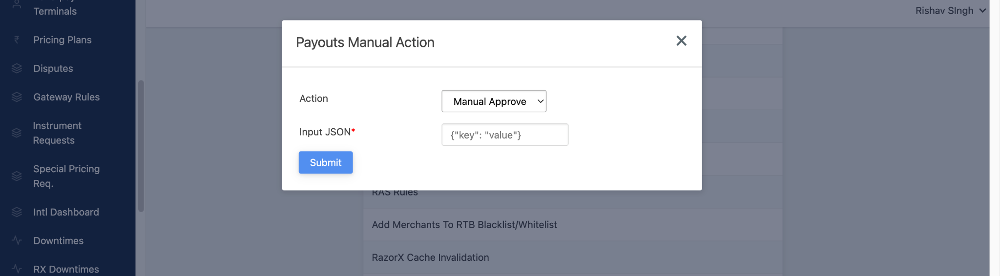 Terminals
Pricing Plans
Disputes
Gateway Rules
Instrument
Requests
Special Pricing
Req.
Intl Dashboard
Downtimes
RX Downtimes
Rishav SIngh
Payouts Manual Action
Action
Manual Approve
Input JSON*
{"key": "value"}
Submit
RAS Rules
Add Merchants To RTB Blacklist/Whitelist
RazorX Cache Invalidation